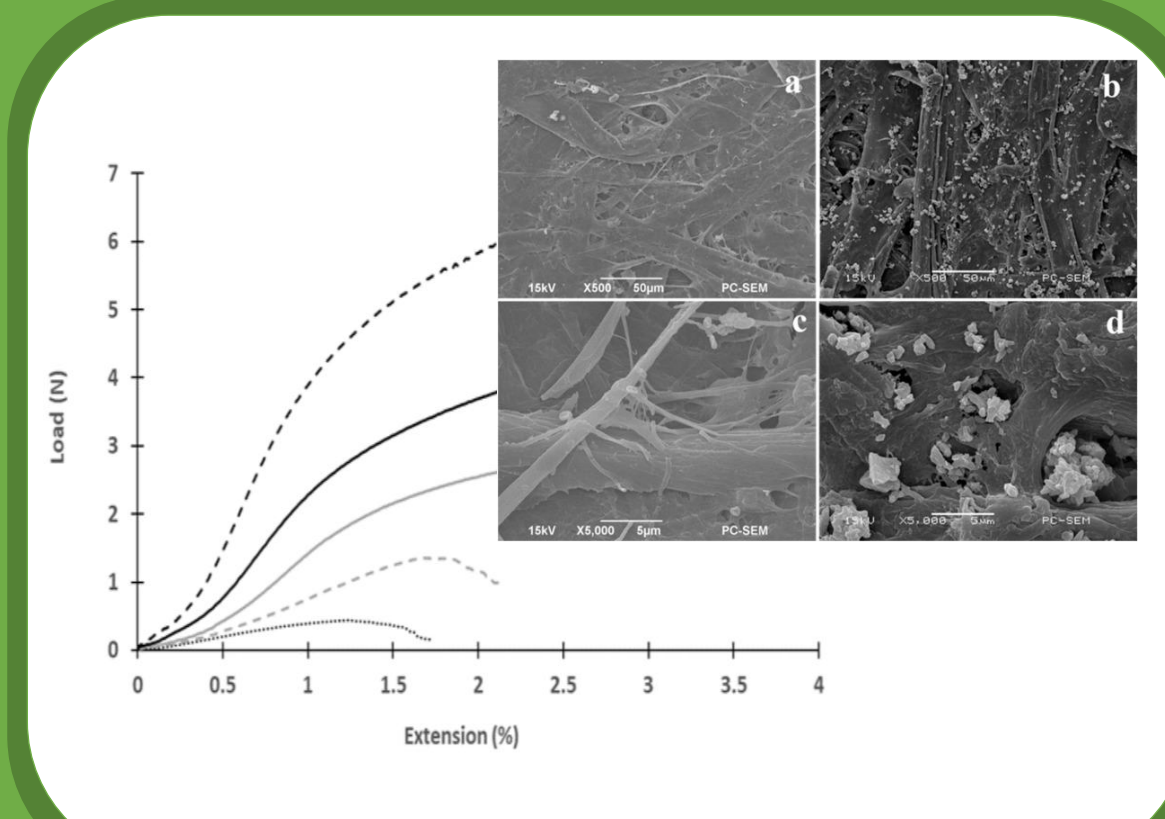 a
b
15kV X500 50µm PC-SEM
15kV X500 50µm PC-SEM
c
d
15kV X5,000 5µm PC-SEM
15kV X5,000 5µm PC-SEM
7
6
5
4
3
2
1
0
Load (N)
0 0.5 1 1.5 2 2.5 3 3.5 4
Extension (%)